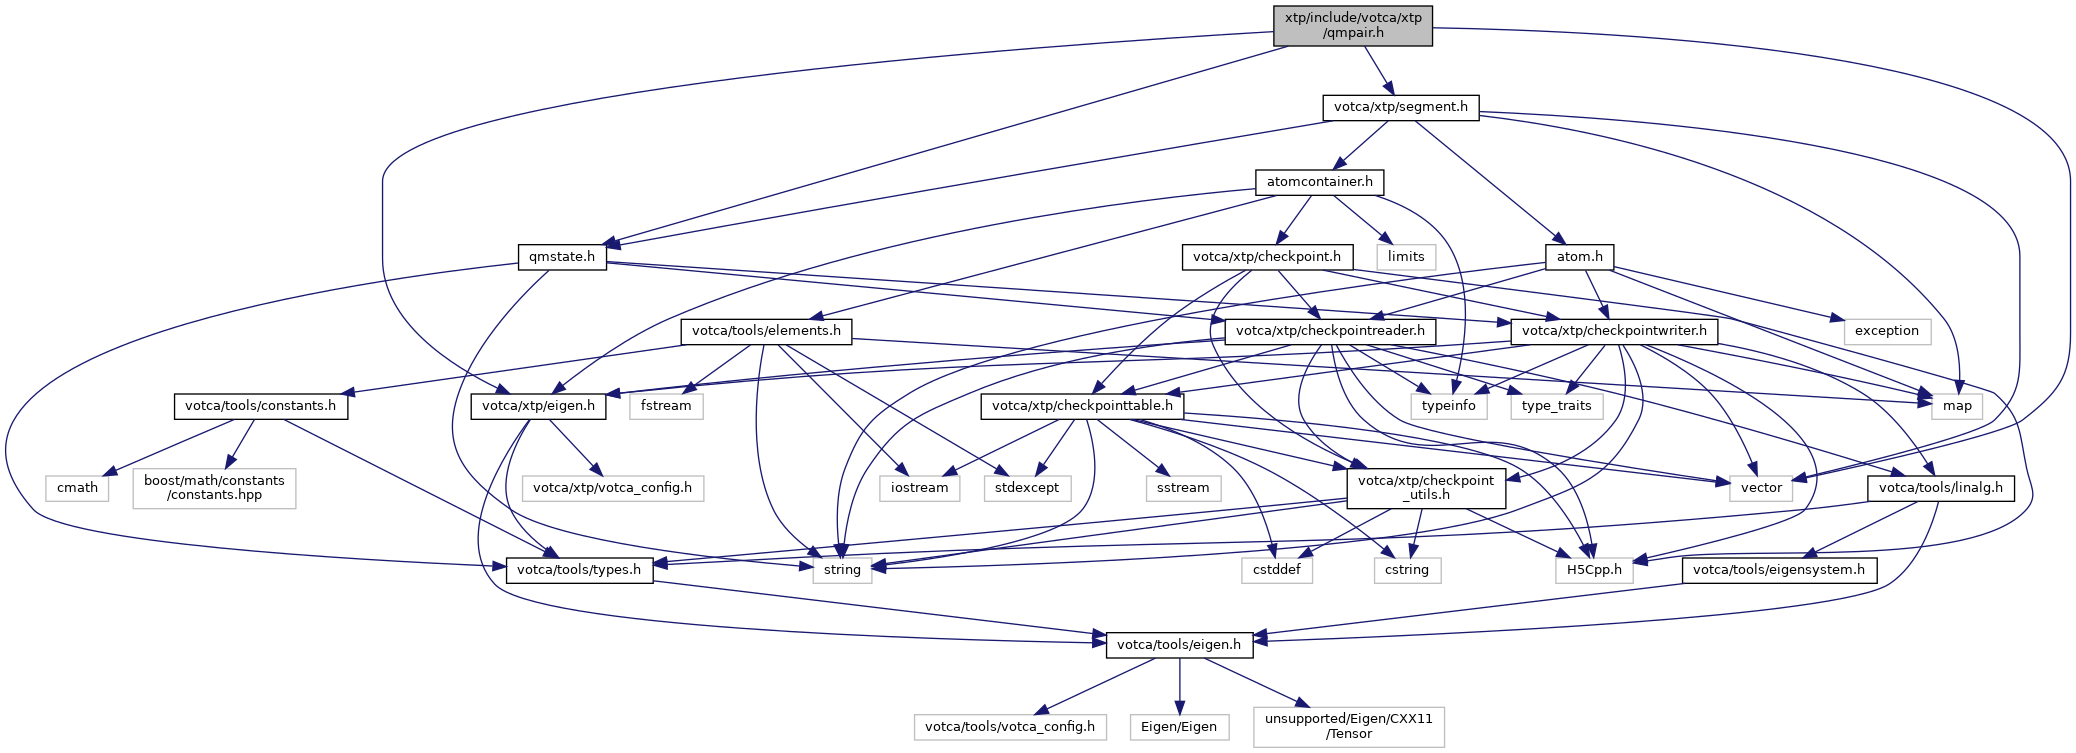 xtp/include/votca/xtp
/qmpair.h
votca/xtp/segment.h
atomcontainer.h
qmstate.h
votca/xtp/checkpoint.h
limits
atom.h
votca/tools/elements.h
votca/xtp/checkpointreader.h
votca/xtp/checkpointwriter.h
exception
votca/tools/constants.h
votca/xtp/eigen.h
fstream
votca/xtp/checkpointtable.h
typeinfo
type_traits
map
cmath
boost/math/constants
/constants.hpp
votca/xtp/votca_config.h
iostream
stdexcept
sstream
votca/xtp/checkpoint
_utils.h
vector
votca/tools/linalg.h
votca/tools/types.h
string
cstddef
cstring
H5Cpp.h
votca/tools/eigensystem.h
votca/tools/eigen.h
votca/tools/votca_config.h
Eigen/Eigen
unsupported/Eigen/CXX11
/Tensor